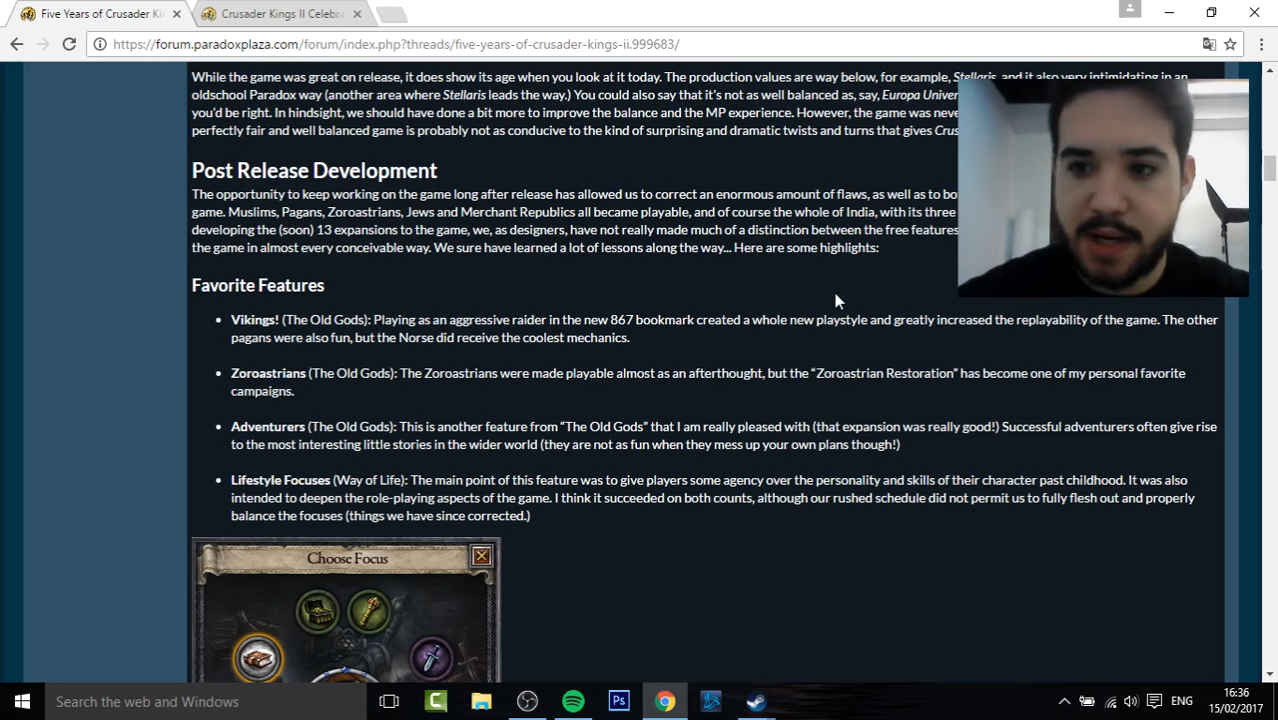 Five Years of Crusader Ki
Crusader Kings II Celebra
https://forum.paradoxplaza.com/forum/index.php?threads/five-years-of-crusader-kings-ii.999683/
While the game was great on release, it does show its age when you look at it today. The production values are way below, for example, Stellaris, and it also very intimidating in an
oldschool Paradox way (another area where Stellaris leads the way.) You could also say that it's not as well balanced as, say, Europa Univer
you'd be right. In hindsight, we should have done a bit more to improve the balance and the MP experience. However, the game was neve
perfectly fair and well balanced game is probably not as conducive to the kind of surprising and dramatic twists and turns that gives Crus
Post Release Development
The opportunity to keep working on the game long after release has allowed us to correct an enormous amount of flaws, as well as to bo
game. Muslims, Pagans, Zoroastrians, Jews and Merchant Republics all became playable, and of course the whole of India, with its three
developing the (soon) 13 expansions to the game, we, as designers, have not really made much of a distinction between the free features
the game in almost every conceivable way. We sure have learned a lot of lessons along the way... Here are some highlights:
Favorite Features
• Vikings! (The Old Gods): Playing as an aggressive raider in the new 867 bookmark created a whole new playstyle and greatly increased the replayability of the game. The other
pagans were also fun, but the Norse did receive the coolest mechanics.
• Zoroastrians (The Old Gods): The Zoroastrians were made playable almost as an afterthought, but the “Zoroastrian Restoration” has become one of my personal favorite
campaigns.
• Adventurers (The Old Gods): This is another feature from “The Old Gods” that I am really pleased with (that expansion was really good!) Successful adventurers often give rise
to the most interesting little stories in the wider world (they are not as fun when they mess up your own plans though!)
• Lifestyle Focuses (Way of Life): The main point of this feature was to give players some agency over the personality and skills of their character past childhood. It was also
intended to deepen the role-playing aspects of the game. I think it succeeded on both counts, although our rushed schedule did not permit us to fully flesh out and properly
balance the focuses (things we have since corrected.)
Choose Focus
Search the web and Windows
Ps
ENG
16:36
15/02/2017